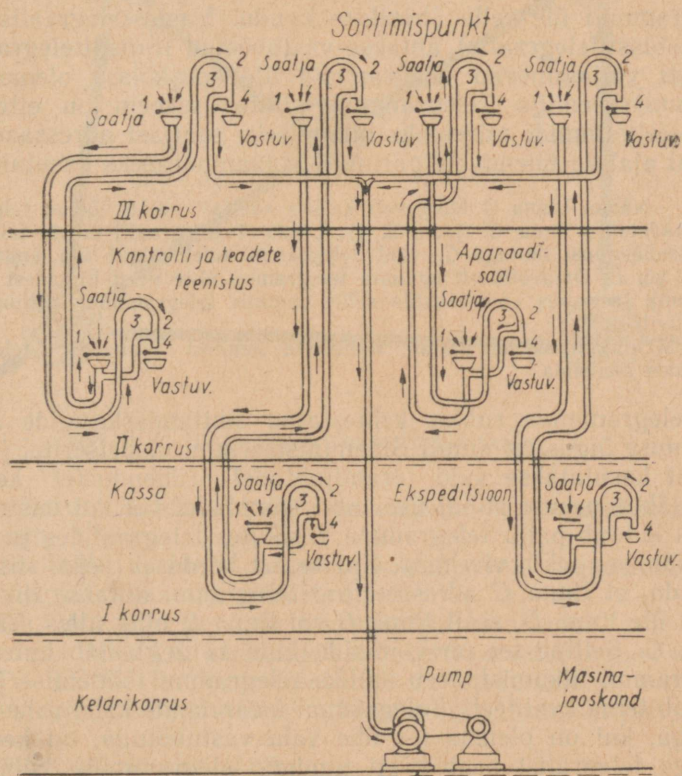 Sortimispunkt
Saatja 1 2 3 4 Vastuv.
Saatja 1 2 3 4 Vastuv
Saatja 1 2 3 4 Vastuv.
Saatja 1 2 3 4 Vastuv.
III korrus
Kontrolli ja teadete
teenistus
Saatja 1 2 3 4 Vastuv.
Aparaadi-
saal
Saatja 1 2 3 4 Vastuv.
II korrus
Kassa
Saatja 1 2 3 4 Vastuv.
Ekspeditsioon
Saatja 1 2 3 4 Vastuv.
I korrus
Keldrikorrus
Pump
Masina-
jaoskond